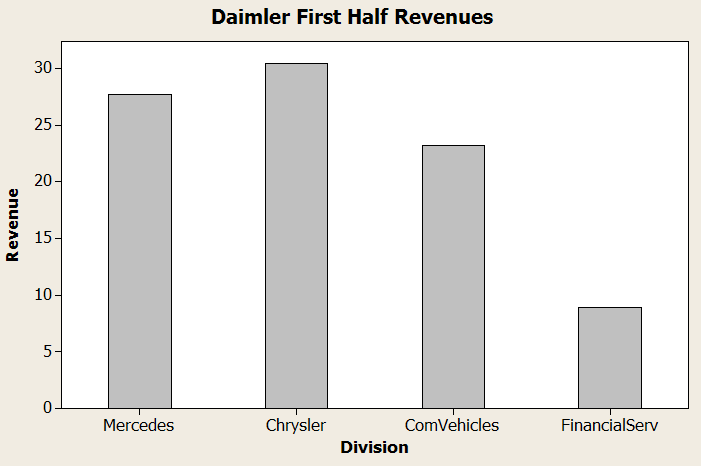 Daimler First Half Revenues
Revenue
30
25
20
15
10
5
0
Mercedes Chrysler ComVehicles FinancialServ
Division